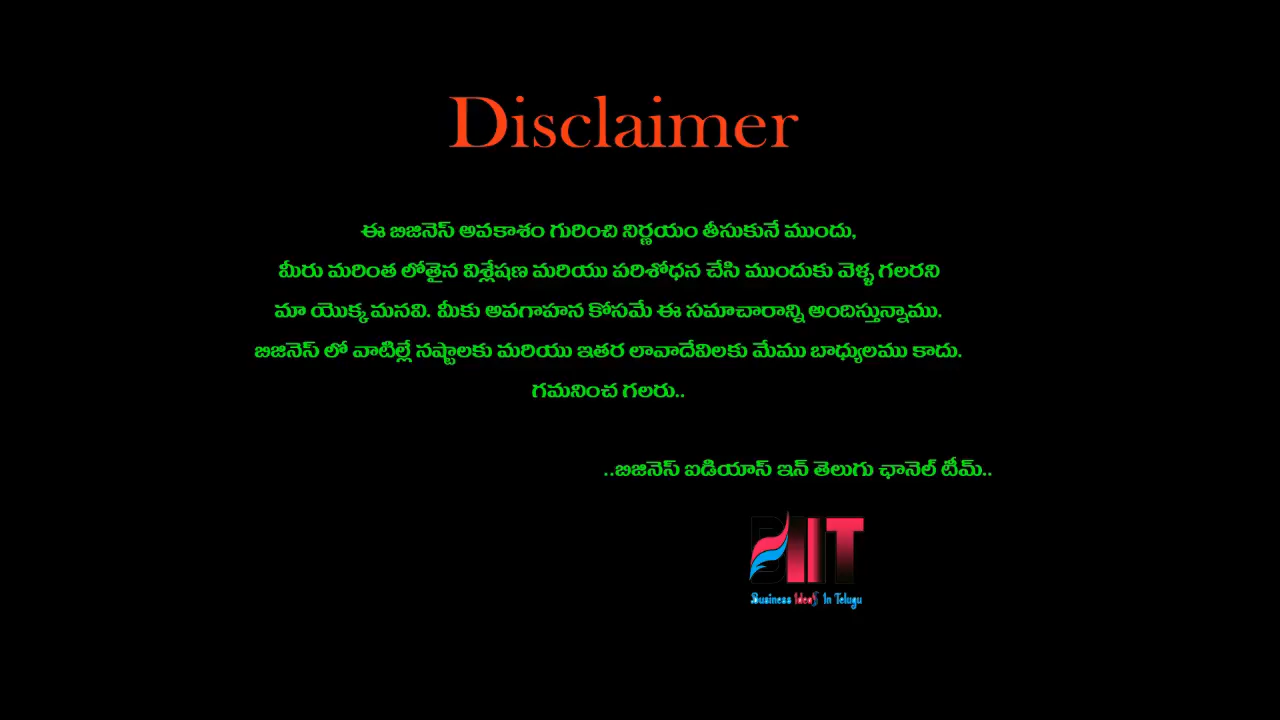 Disclaimer
ఈ బిజినెస్ అవకాశం గురించి నిర్ణయం తీసుకునే ముందు,
మీరు మరింత లోతైన విశ్లేషణ మరియు పరిశోధన చేసి ముందుకు వెళ్ళ గలరని
మా యొక్క మనవి. మీకు అవగాహన కోసమే ఈ సమాచారాన్ని అందిస్తున్నాము.
బిజినెస్ లో వాటిల్లే నష్టాలకు మరియు ఇతర లావాదేవిలకు మేము బాధ్యులము కాదు.
గమనించ గలరు..
..బిజినెస్ ఐడియాస్ ఇన్ తెలుగు ఛానెల్ టీమ్..
BIIT
Business Ideas In Telugu